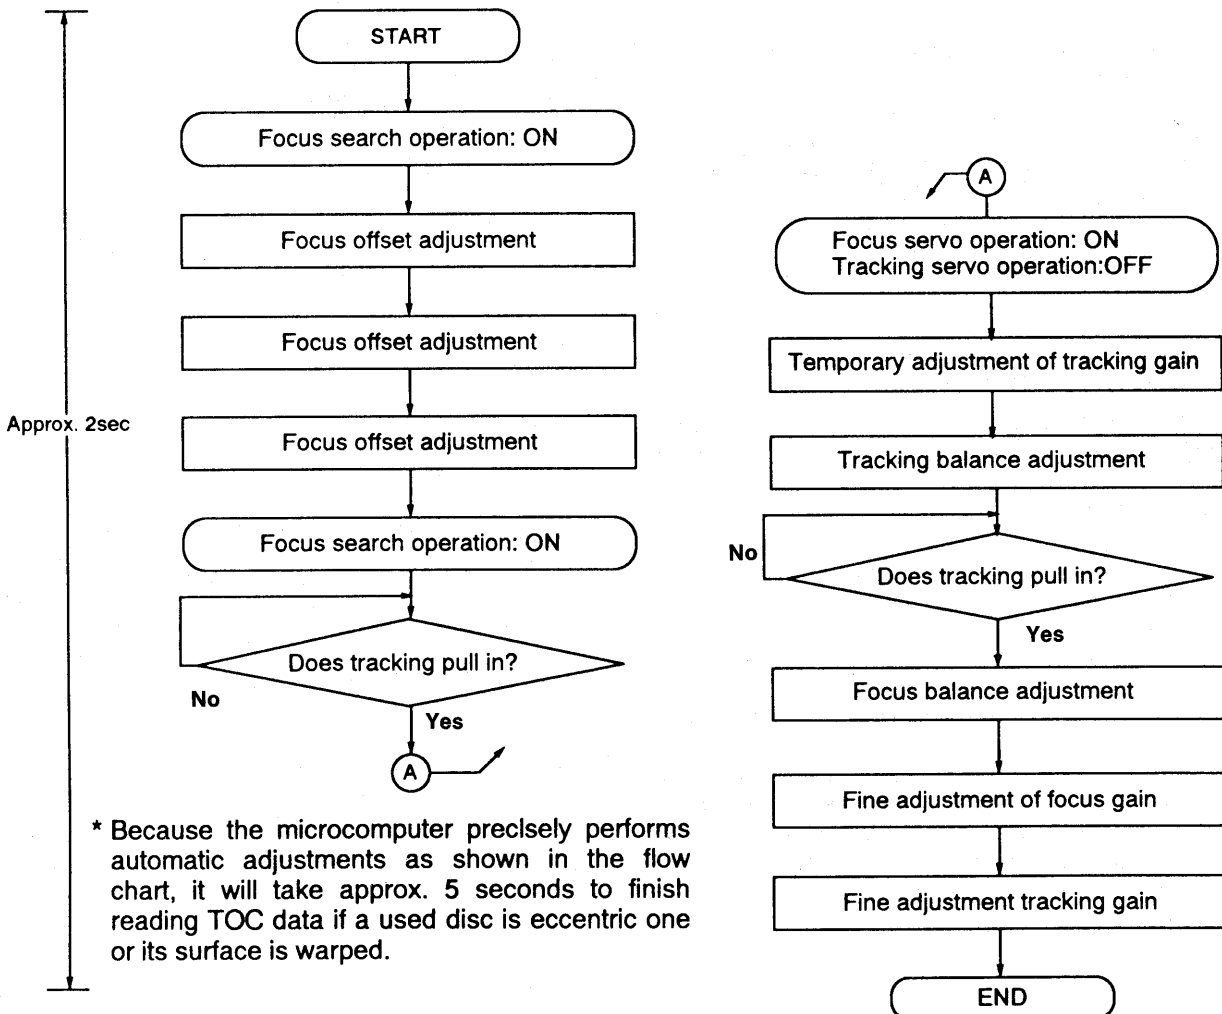 START
Focus search operation: ON
Focus offset adjustment
Focus offset adjustment
Approx. 2sec
Focus offset adjustment
Focus search operation: ON
Does tracking pull in?
No
Yes
A
* Because the microcomputer precisely performs
automatic adjustments as shown in the flow
chart, it will take approx. 5 seconds to finish
reading TOC data if a used disc is eccentric one
or its surface is warped.
A
Focus servo operation: ON
Tracking servo operation:OFF
Temporary adjustment of tracking gain
Tracking balance adjustment
No
Does tracking pull in?
Yes
Focus balance adjustment
Fine adjustment of focus gain
Fine adjustment tracking gain
END